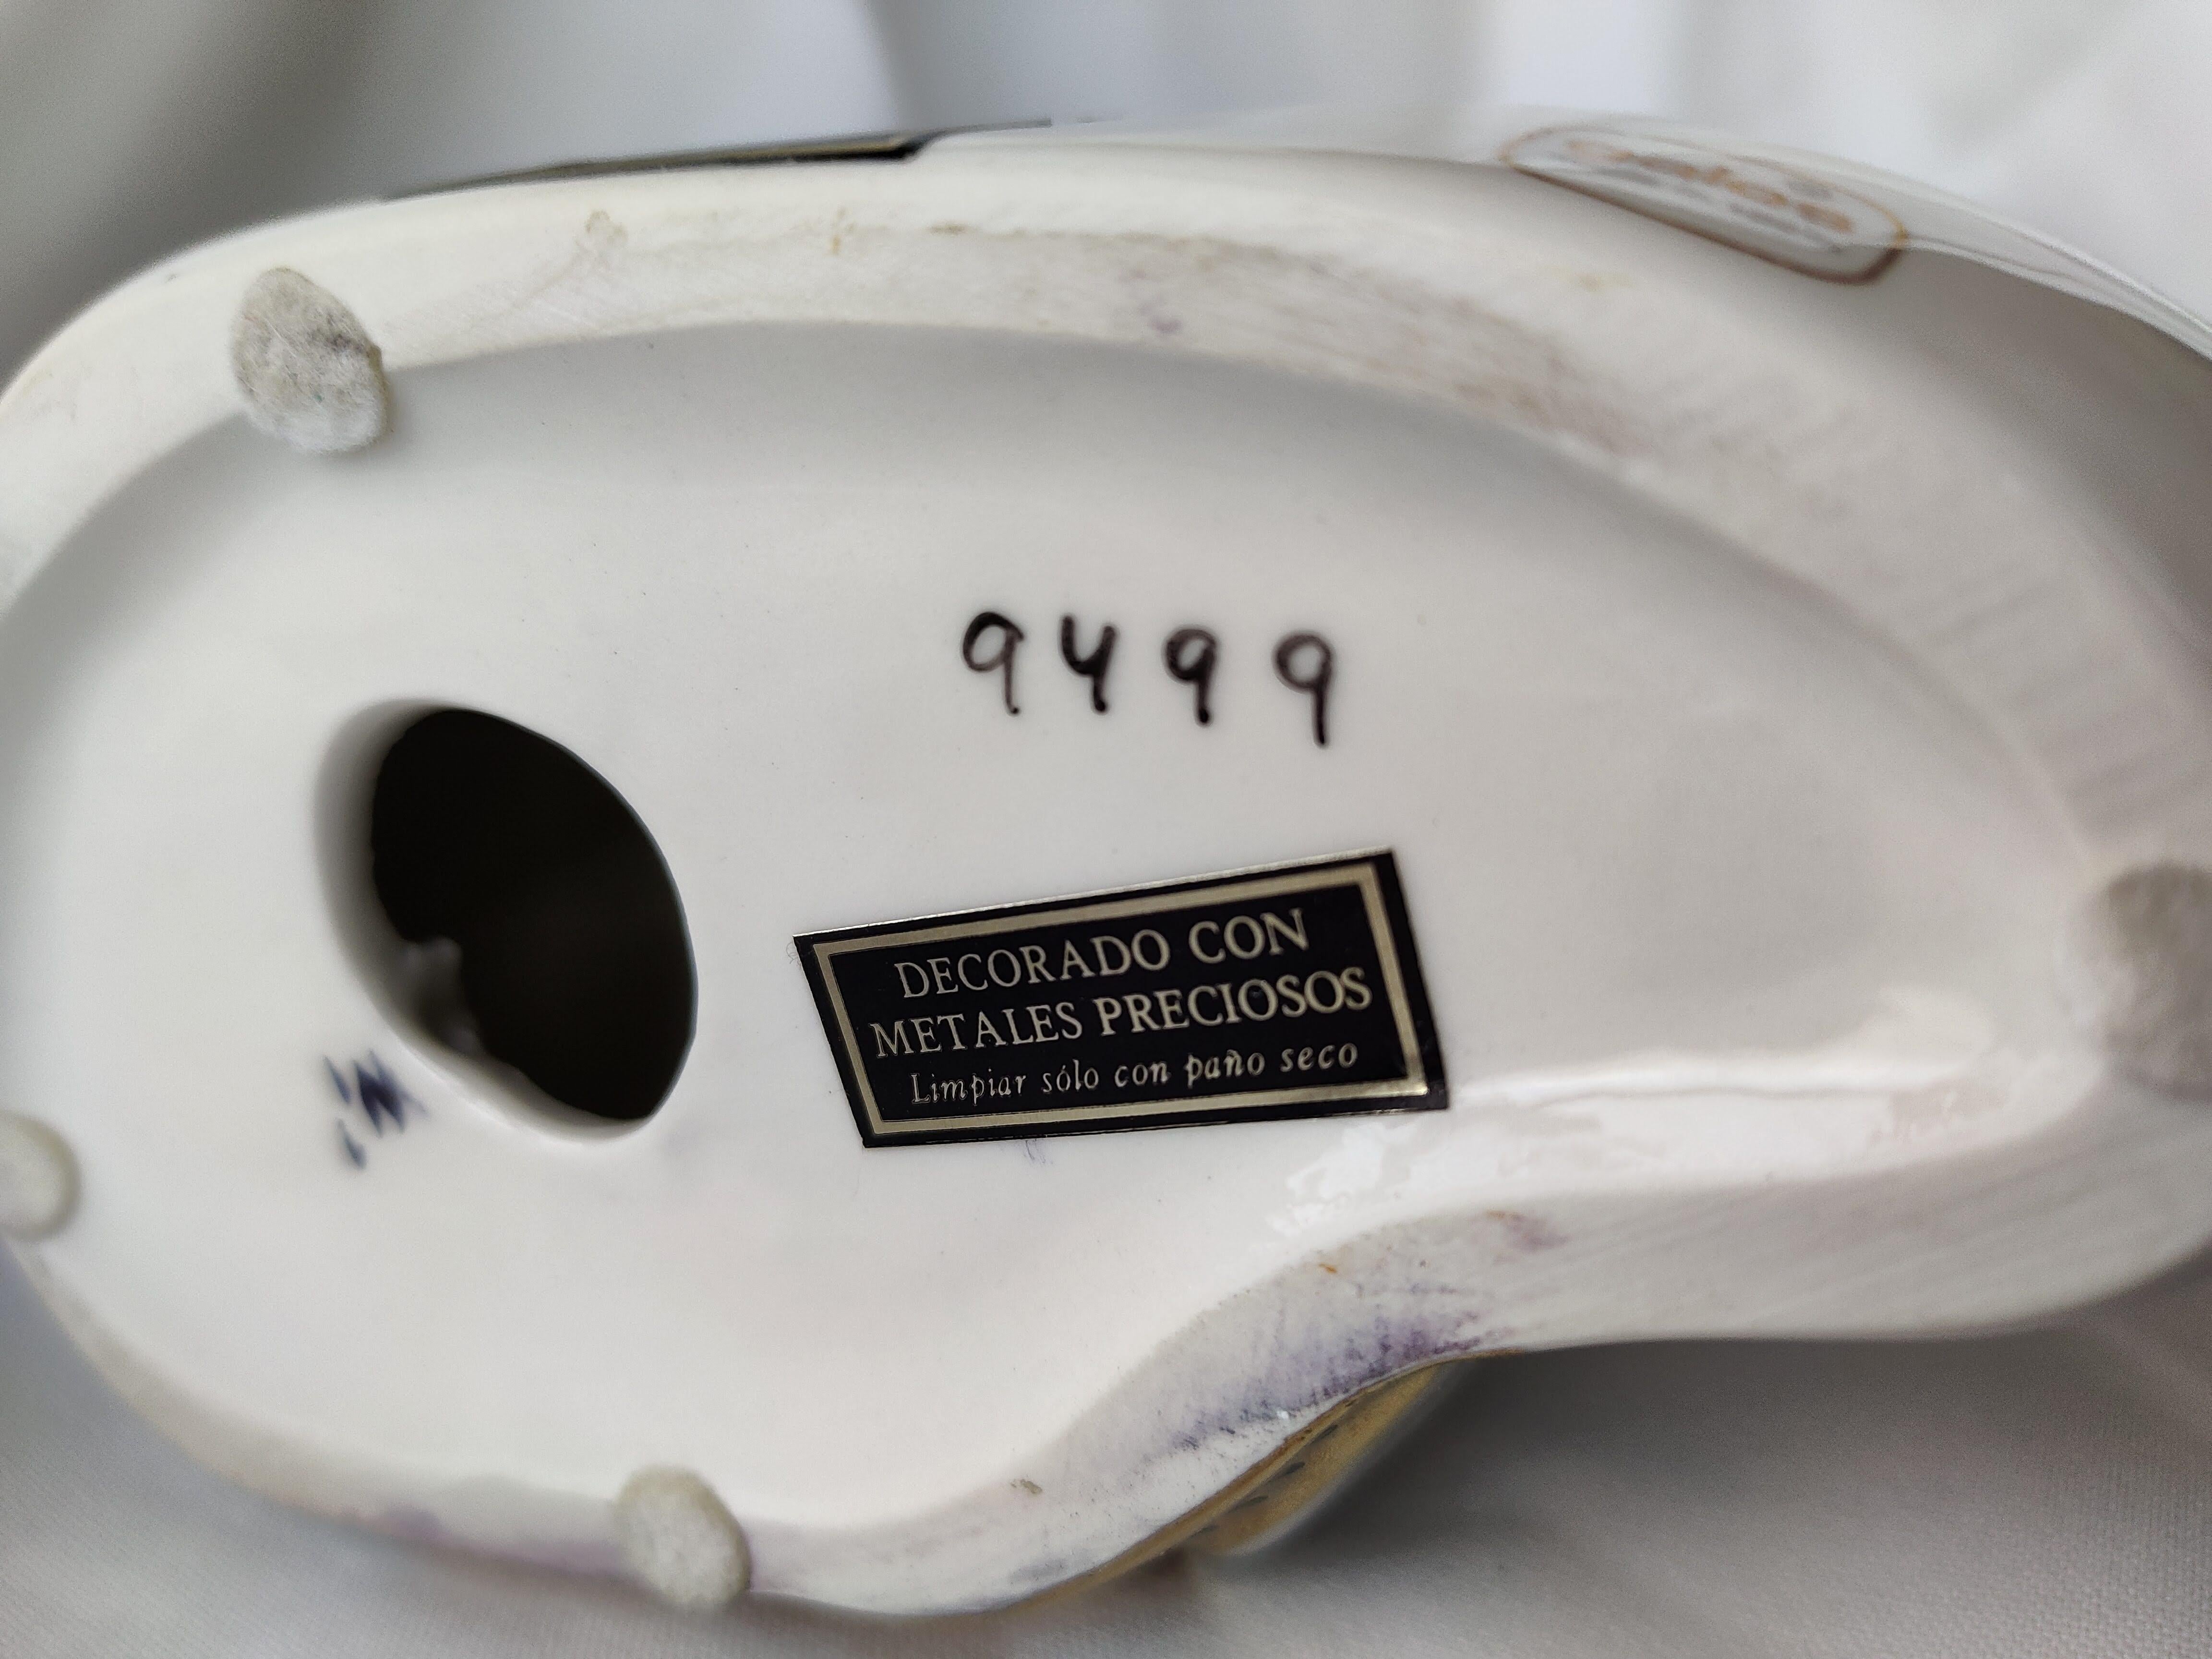 9499
DECORADO CON
METALES PRECIOSOS
Limpiar sólo con paño seco